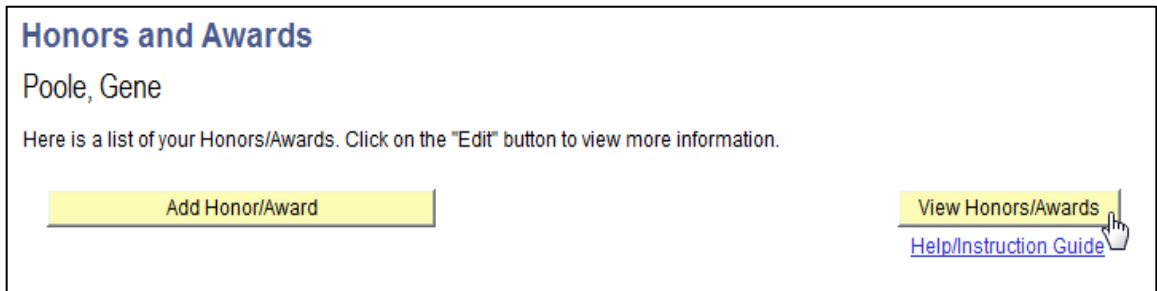 Honors and Awards
Poole, Gene
Here is a list of your Honors/Awards. Click on the "Edit" button to view more information.
Add Honor/Award
View Honors/Awards
Help/Instruction Guide